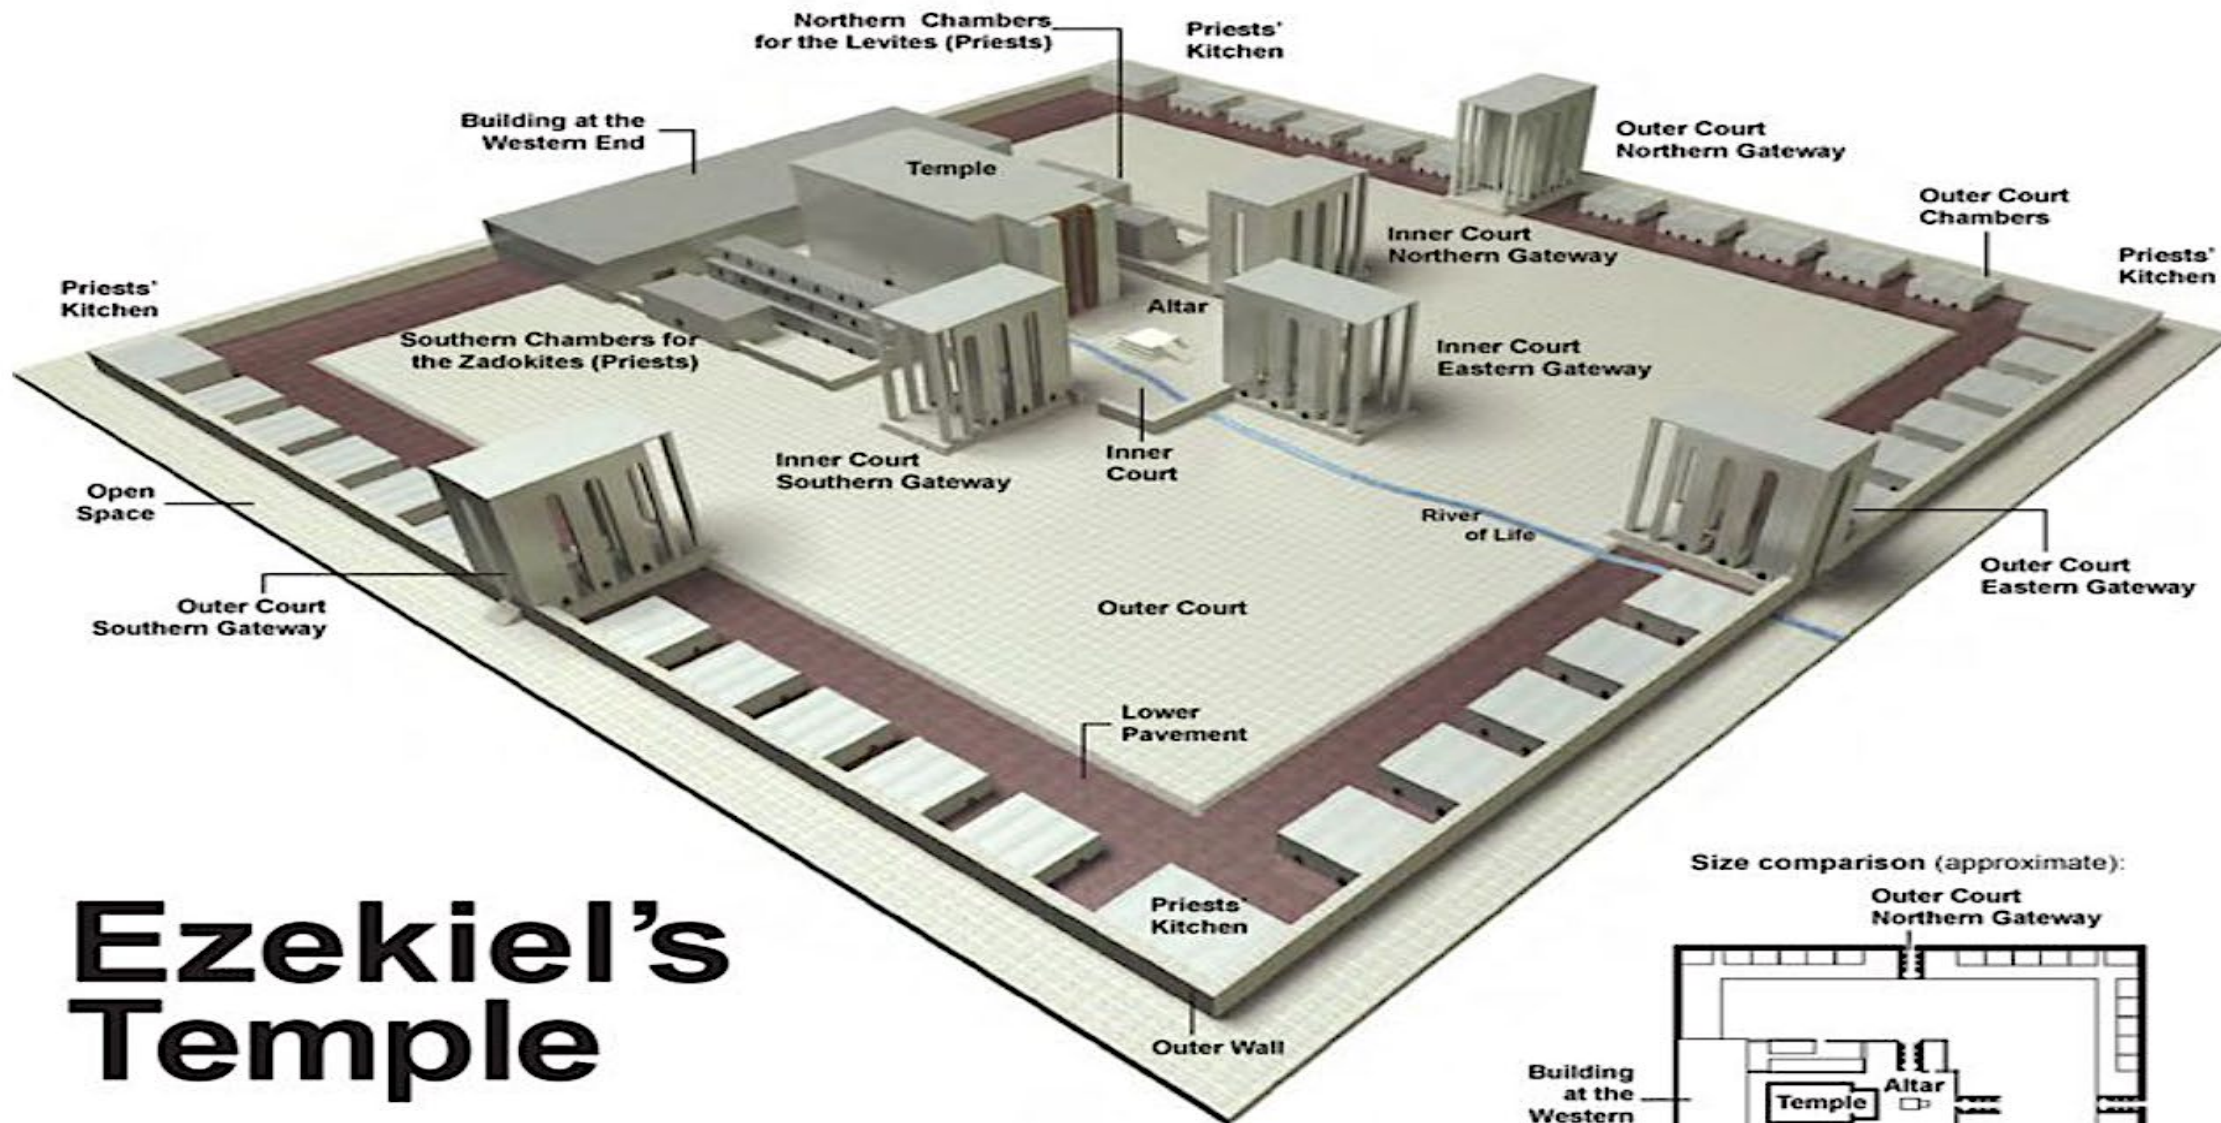 Northern Chambers
for the Levites (Priests)
Priests'
Kitchen
Building at the
Western End
Temple
Outer Court
Northern Gateway
Outer Court
Chambers
Inner Court
Northern Gateway
Priests'
Kitchen
Priests'
Kitchen
Altar
Southern Chambers for
the Zadokites (Priests)
Inner Court
Eastern Gateway
Inner Court
Southern Gateway
Inner
Court
Open
Space
River
of Life
Outer Court
Eastern Gateway
Outer Court
Southern Gateway
Outer Court
Lower
Pavement
Priests'
Kitchen
Outer Wall
Ezekiel's
Temple
Size comparison (approximate):
Outer Court
Northern Gateway
Building
at the
Western
Temple
Altar